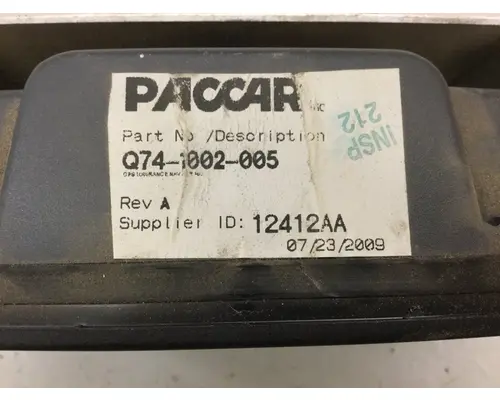 PACCAR INC
Part No /Description
Q74-1002-005
Rev A
Supplier ID: 12412AA
07/23/2009
INSP
212